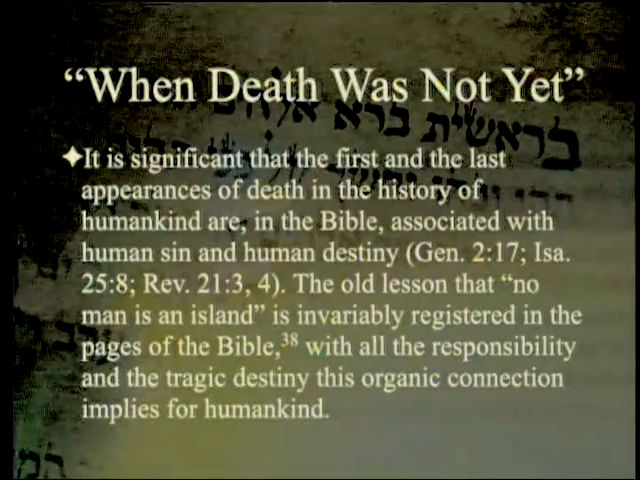 “When Death Was Not Yet”
בראשית ברא אלהים
✦It is significant that the first and the last
appearances of death in the history of
humankind are, in the Bible, associated with
human sin and human destiny (Gen. 2:17; Isa.
25:8; Rev. 21:3, 4). The old lesson that “no
man is an island” is invariably registered in the
pages of the Bible,³⁸ with all the responsibility
and the tragic destiny this organic connection
implies for humankind.